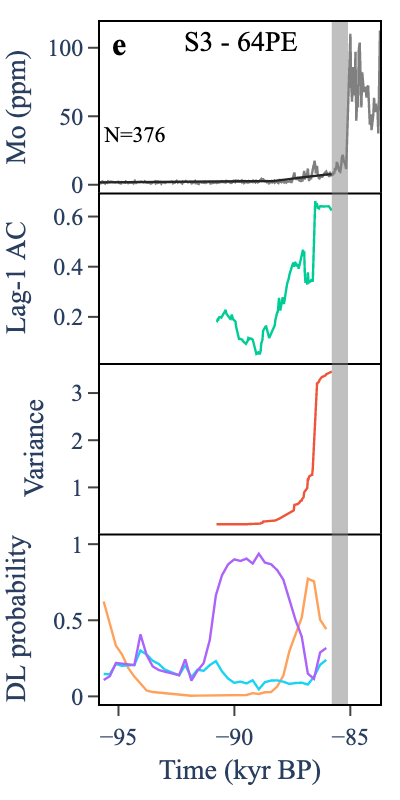 e
S3 - 64PE
Mo (ppm)
100
50
0
N=376
Lag-1 AC
0.6
0.4
0.2
Variance
3
2
1
DL probability
1
0.5
0
−95
−90
−85
Time (kyr BP)